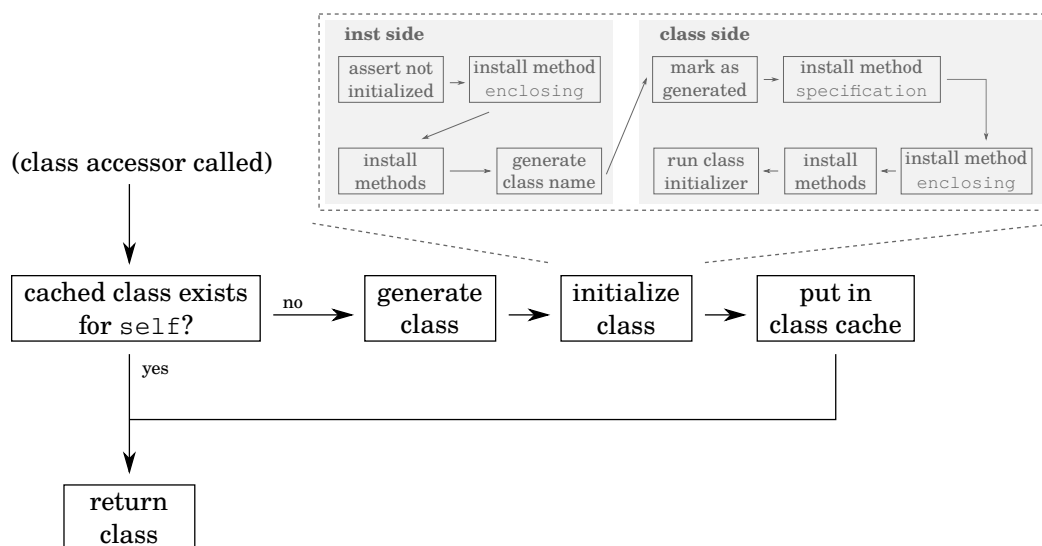 inst side
assert not
initialized
install method
enclosing
install
methods
generate
class name
class side
mark as
generated
install method
specification
run class
initializer
install
methods
install method
enclosing
(class accessor called)
cached class exists
for self?
no
generate
class
initialize
class
put in
class cache
yes
return
class